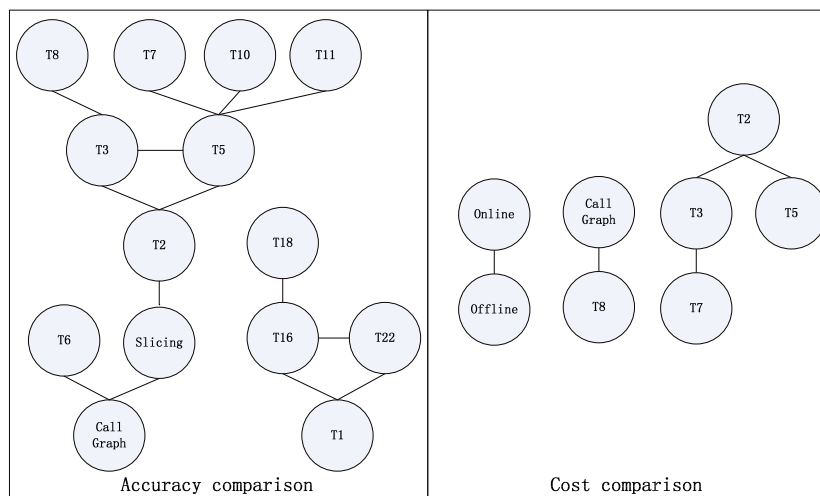 T8
T7
T10
T11
T3
T5
T2
T18
T6
Slicing
T16
T22
Call
Graph
T1
Accuracy comparison
T2
Online
Call
Graph
T3
T5
Offline
T8
T7
Cost comparison